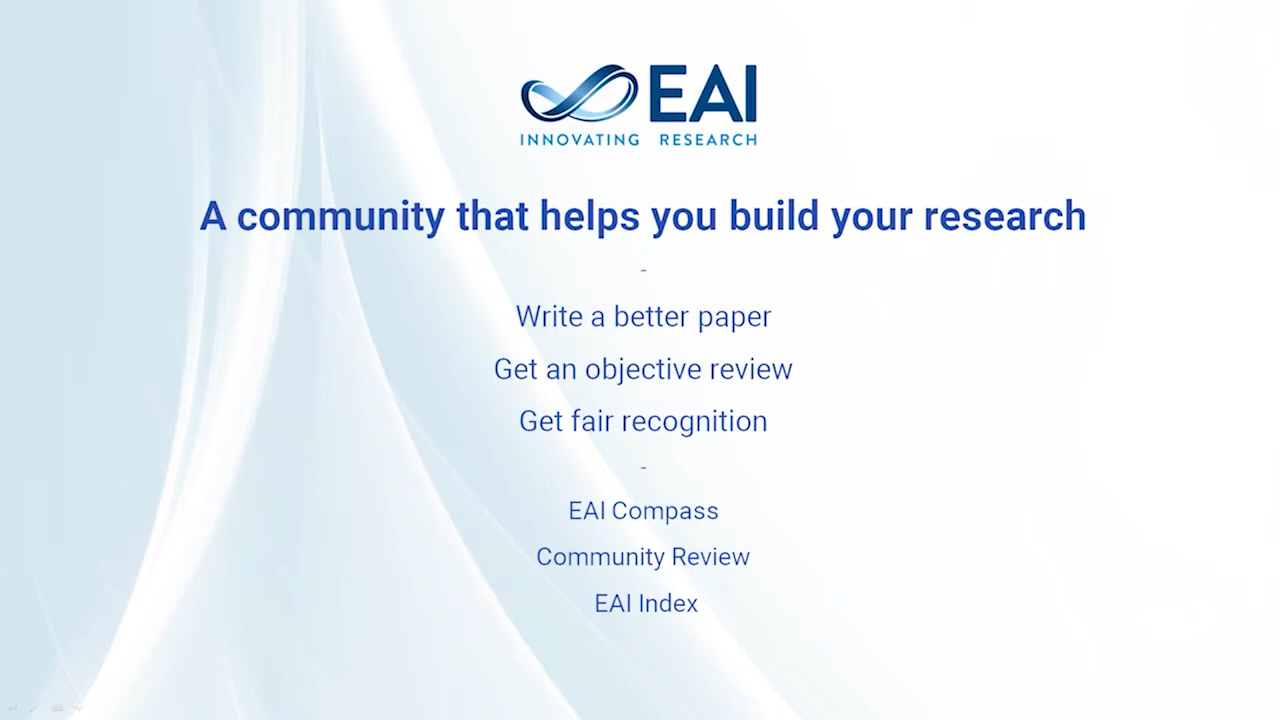 EAI
INNOVATING RESEARCH
A community that helps you build your research
-
Write a better paper
Get an objective review
Get fair recognition
-
EAI Compass
Community Review
EAI Index